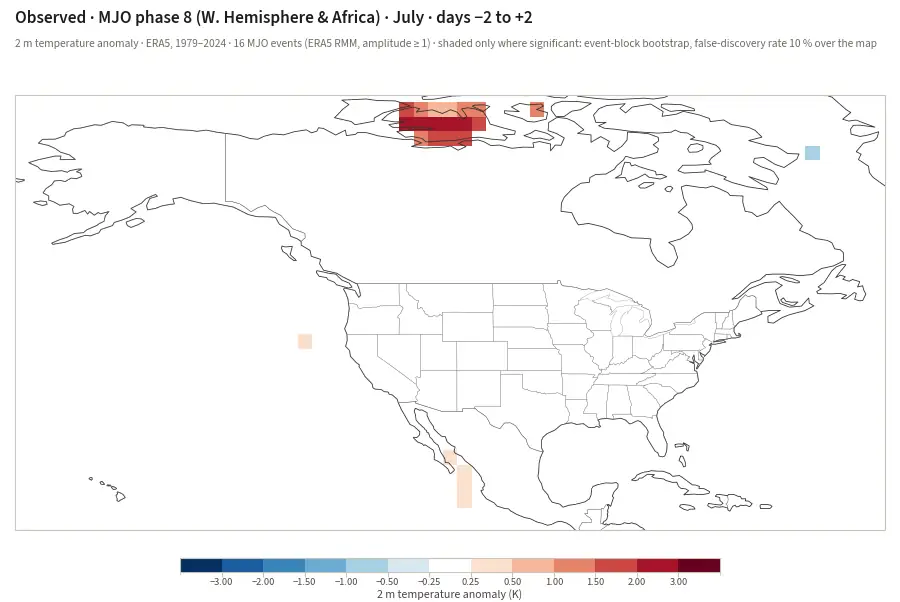 Observed · MJO phase 8 (W. Hemisphere & Africa) · July · days −2 to +2
2 m temperature anomaly · ERA5, 1979–2024 · 16 MJO events (ERA5 RMM, amplitude ≥ 1) · shaded only where significant: event-block bootstrap, false-discovery rate 10 % over the map
−3.00 −2.00 −1.50 −1.00 −0.50 −0.25 0.25 0.50 1.00 1.50 2.00 3.00
2 m temperature anomaly (K)